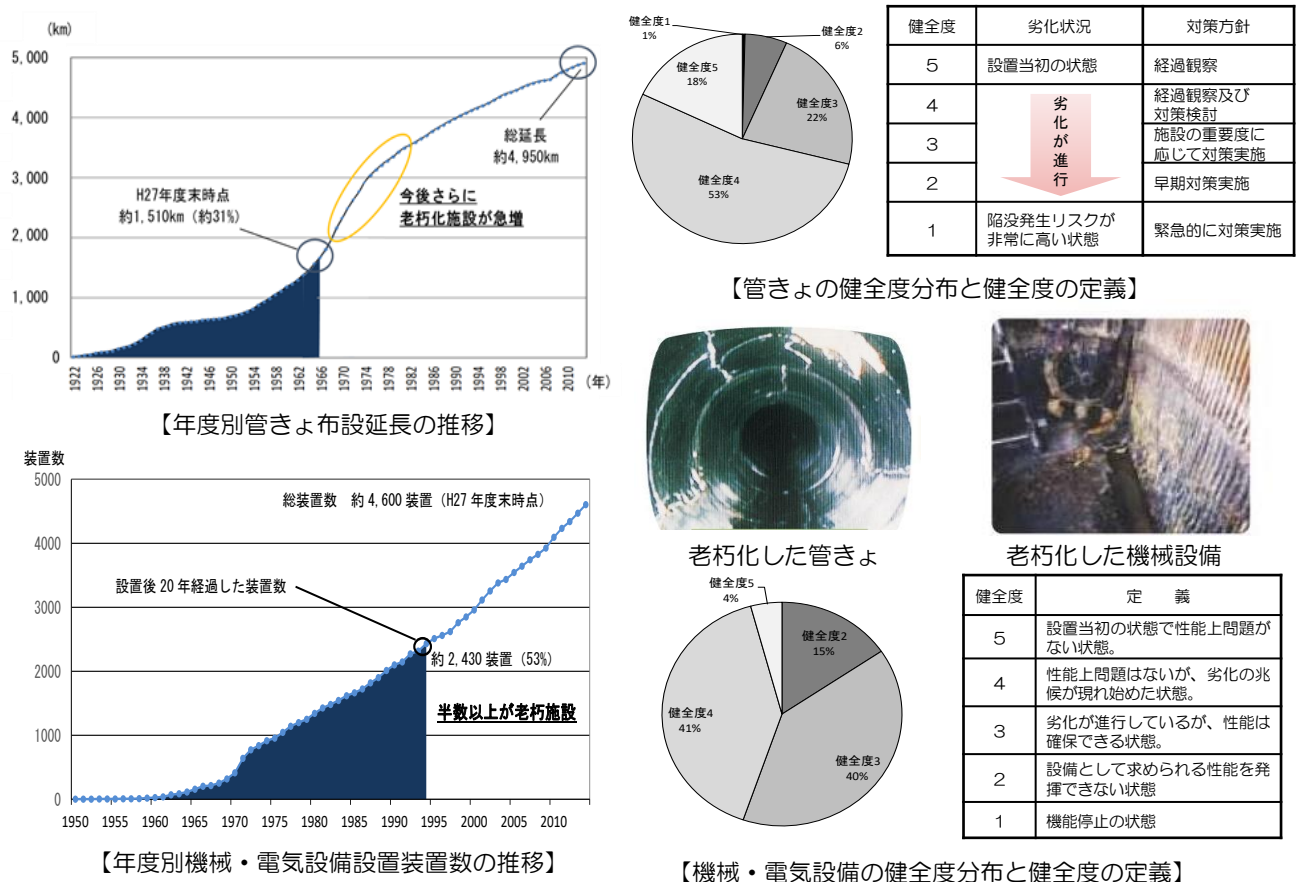 (km)
5,000
4,000
3,000
2,000
1,000
0
総延長
約4,950km
H27年度末時点
約1,510km（約31%）
今後さらに
老朽化施設が急増
1922 1926 1930 1934 1938 1942 1946 1950 1954 1958 1962 1966 1970 1974 1978 1982 1986 1990 1994 1998 2002 2006 2010 (年)
【年度別管きょ布設延長の推移】
健全度1
1%
健全度2
6%
健全度3
22%
健全度4
53%
健全度5
18%
健全度 劣化状況 対策方針
5 設置当初の状態 経過観察
4 経過観察及び
対策検討
3 施設の重要度に
応じて対策実施
2 早期対策実施
劣化が進行
1 陥没発生リスクが
非常に高い状態
緊急的に対策実施
【管きょの健全度分布と健全度の定義】
老朽化した管きょ
老朽化した機械設備
装置数
5000
4000
3000
2000
1000
0
総装置数 約4,600装置（H27年度末時点）
設置後20年経過した装置数
約2,430装置（53%）
半数以上が老朽施設
1950 1955 1960 1965 1970 1975 1980 1985 1990 1995 2000 2005 2010
【年度別機械・電気設備設置装置数の推移】
健全度5
4%
健全度2
15%
健全度4
41%
健全度3
40%
健全度 定 義
5 設置当初の状態で性能上問題が
ない状態。
4 性能上問題はないが、劣化の兆
候が現れ始めた状態。
3 劣化が進行しているが、性能は
確保できる状態。
2 設備として求められる性能を発
揮できない状態
1 機能停止の状態
【機械・電気設備の健全度分布と健全度の定義】